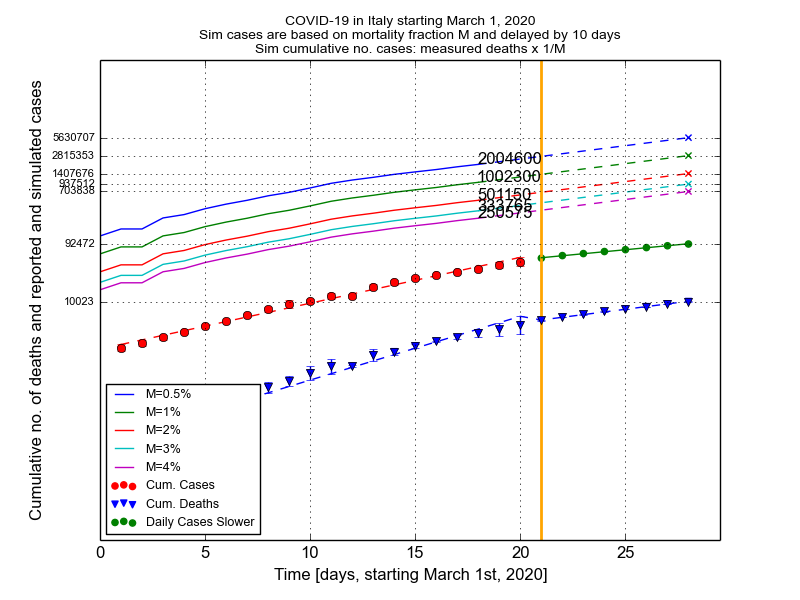 COVID-19 in Italy starting March 1, 2020
Sim cases are based on mortality fraction M and delayed by 10 days
Sim cumulative no. cases: measured deaths x 1/M
Cumulative no. of deaths and reported and simulated cases
5630707
2815353
1407676
937512
703838
92472
10023
2004600
1002300
501150
333765
250575
M=0.5%
M=1%
M=2%
M=3%
M=4%
Cum. Cases
Cum. Deaths
Daily Cases Slower
0 5 10 15 20 25
Time [days, starting March 1st, 2020]